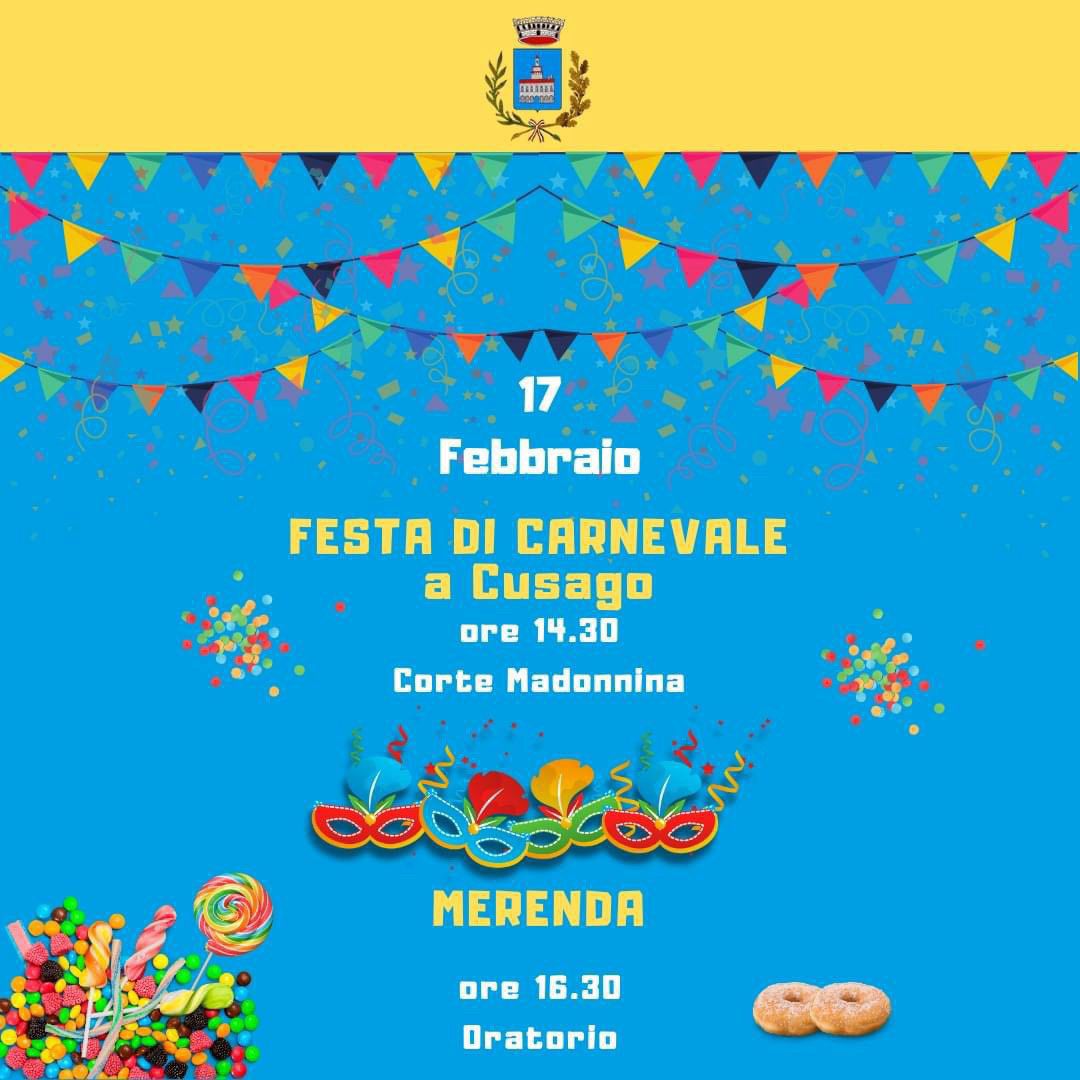 17
Febbraio
FESTA DI CARNEVALE
a Cusago
ore 14.30
Corte Madonnina
MERENDA
ore 16.30
Oratorio